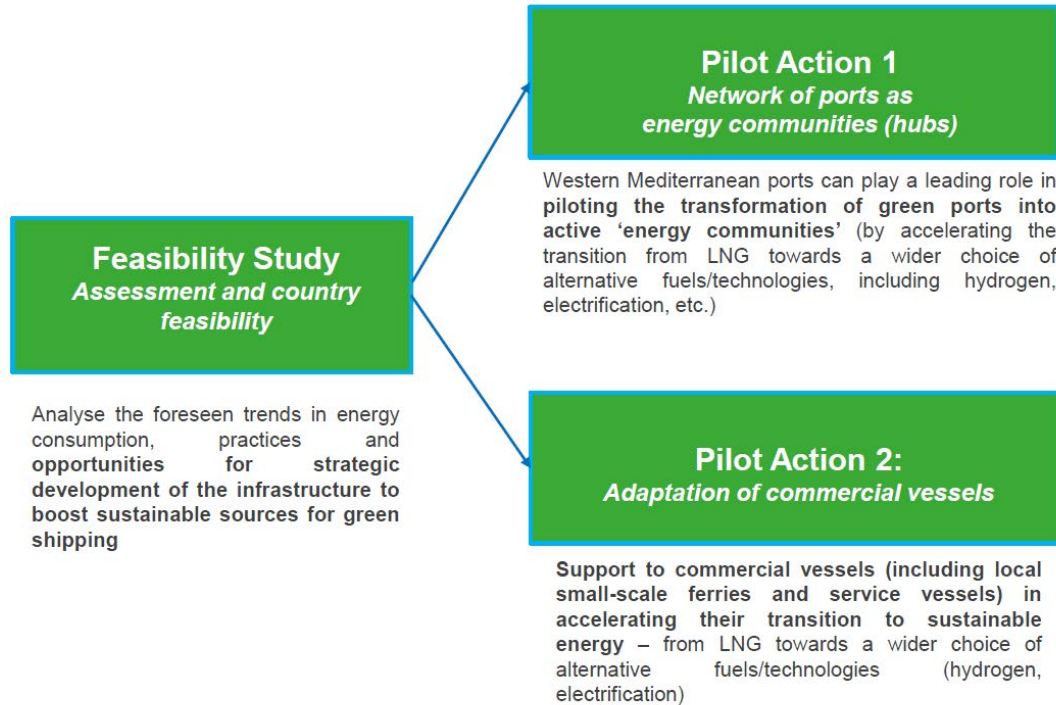 Pilot Action 1
Network of ports as
energy communities (hubs)
Western Mediterranean ports can play a leading role in
piloting the transformation of green ports into
active ‘energy communities’ (by accelerating the
transition from LNG towards a wider choice of
alternative fuels/technologies, including hydrogen,
electrification, etc.)
Feasibility Study
Assessment and country
feasibility
Analyse the foreseen trends in energy
consumption, practices and
opportunities for strategic
development of the infrastructure to
boost sustainable sources for green
shipping
Pilot Action 2:
Adaptation of commercial vessels
Support to commercial vessels (including local
small-scale ferries and service vessels) in
accelerating their transition to sustainable
energy – from LNG towards a wider choice of
alternative fuels/technologies (hydrogen,
electrification)